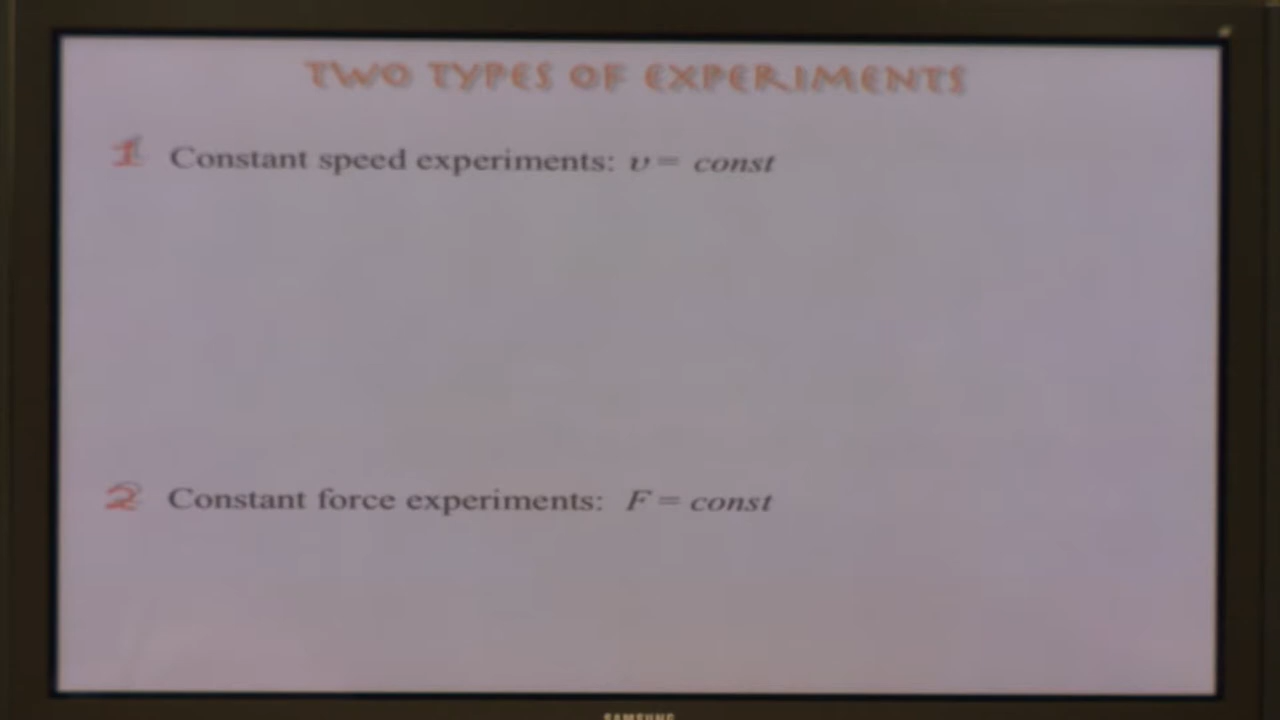 TWO TYPES OF EXPERIMENTS
1 Constant speed experiments: v = const
2 Constant force experiments: F = const
SAMSUNG